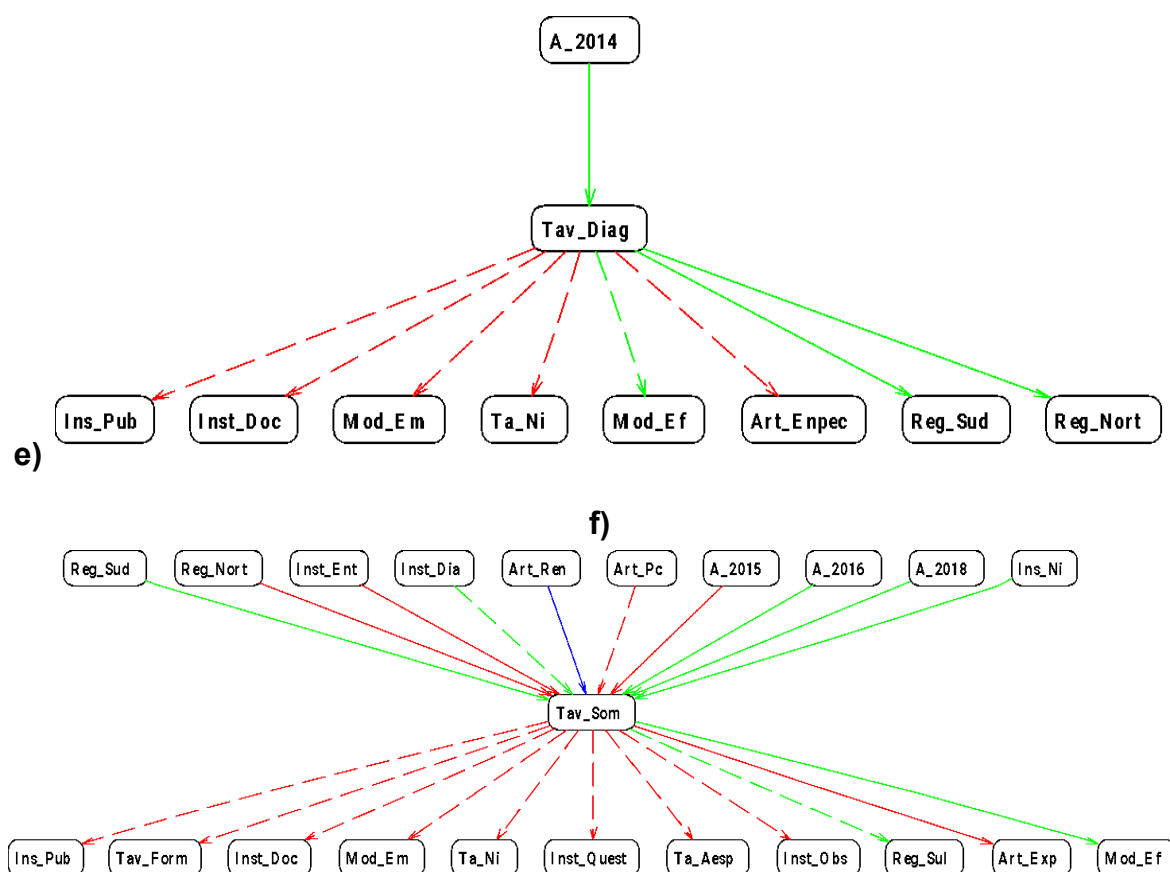 A_2014
Tav_Diag
Ins_Pub Inst_Doc Mod_Em Ta_Ni Mod_Ef Art_Enpec Reg_Sud Reg_Nort
e)
f)
Reg_Sud Reg_Nort Inst_Ent Inst_Dia Art_Ren Art_Pc A_2015 A_2016 A_2018 Ins_Ni
Tav_Som
Ins_Pub Tav_Form Inst_Doc Mod_Em Ta_Ni Inst_Quest Ta_Aesp Inst_Obs Reg_Sul Art_Exp Mod_Ef